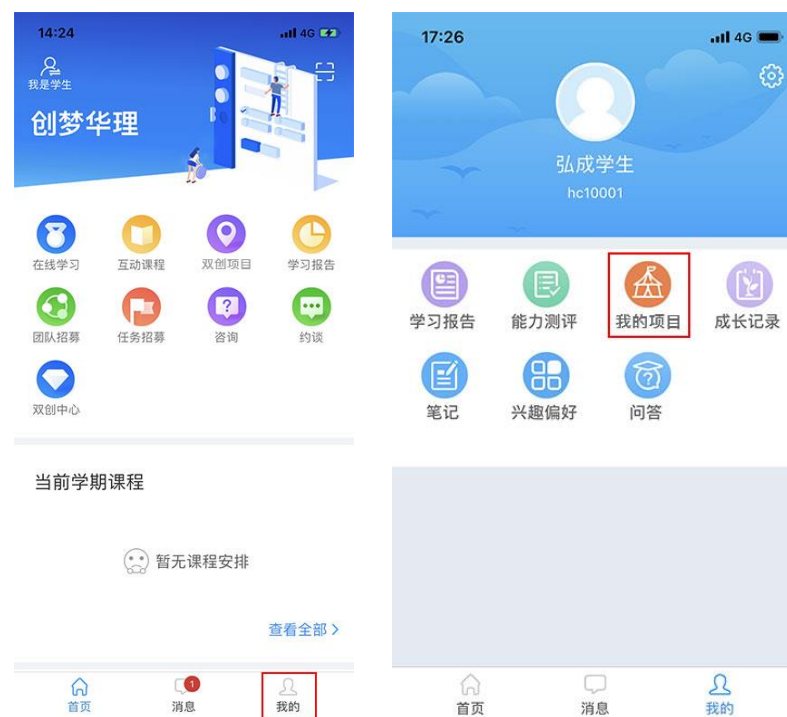 14:24
4G
我是学生
创梦华理
在线学习
互动课程
双创项目
学习报告
团队招募
任务招募
咨询
约谈
双创中心
当前学期课程
暂无课程安排
查看全部
首页
1
消息
我的
17:26
4G
弘成学生
hc10001
学习报告
能力测评
我的项目
成长记录
笔记
兴趣偏好
问答
首页
消息
我的